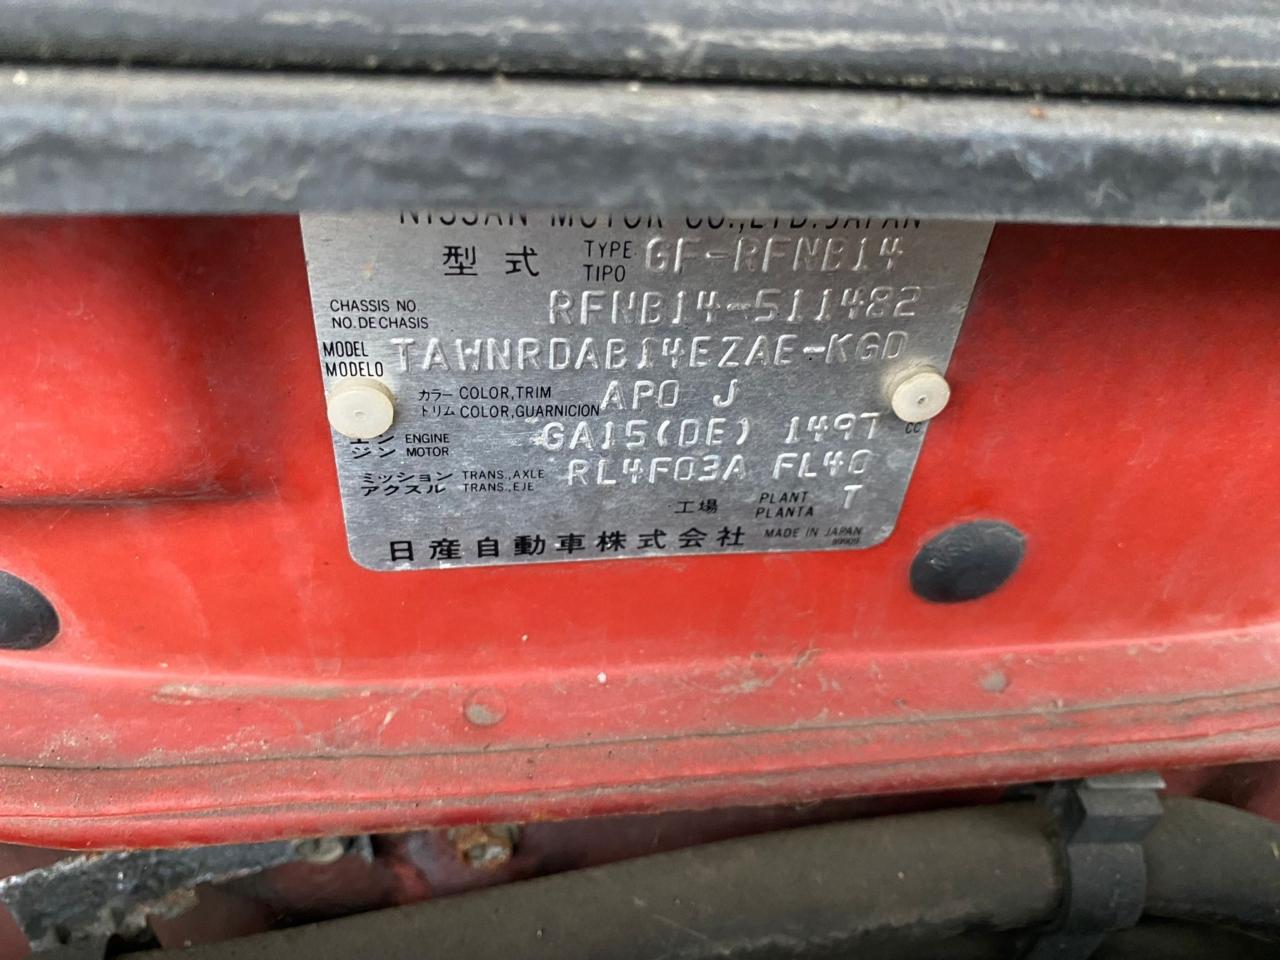 NISSAN MOTOR CO.,LTD.JAPAN
型式 TYPE TIPO GF-RFNB14
CHASSIS NO. NO.DE CHASIS RFNB14-511482
MODEL MODELO TAWNRDAB14EZAE-KGD
カラー COLOR,TRIM トリム COLOR,GUARNICION AP0 J
エンジン ENGINE MOTOR GA15(DE) 1497 CC
ミッション TRANS.,AXLE アクスル TRANS.,EJE RL4F03A FL40
工場 PLANT PLANTA T
日産自動車株式会社 MADE IN JAPAN